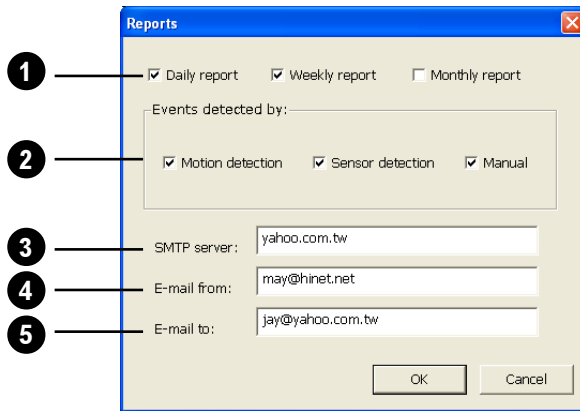 Reports
1
Daily report Weekly report Monthly report
Events detected by:
2
Motion detection Sensor detection Manual
3
SMTP server: yahoo.com.tw
4
E-mail from: may@hinet.net
5
E-mail to: jay@yahoo.com.tw
OK Cancel